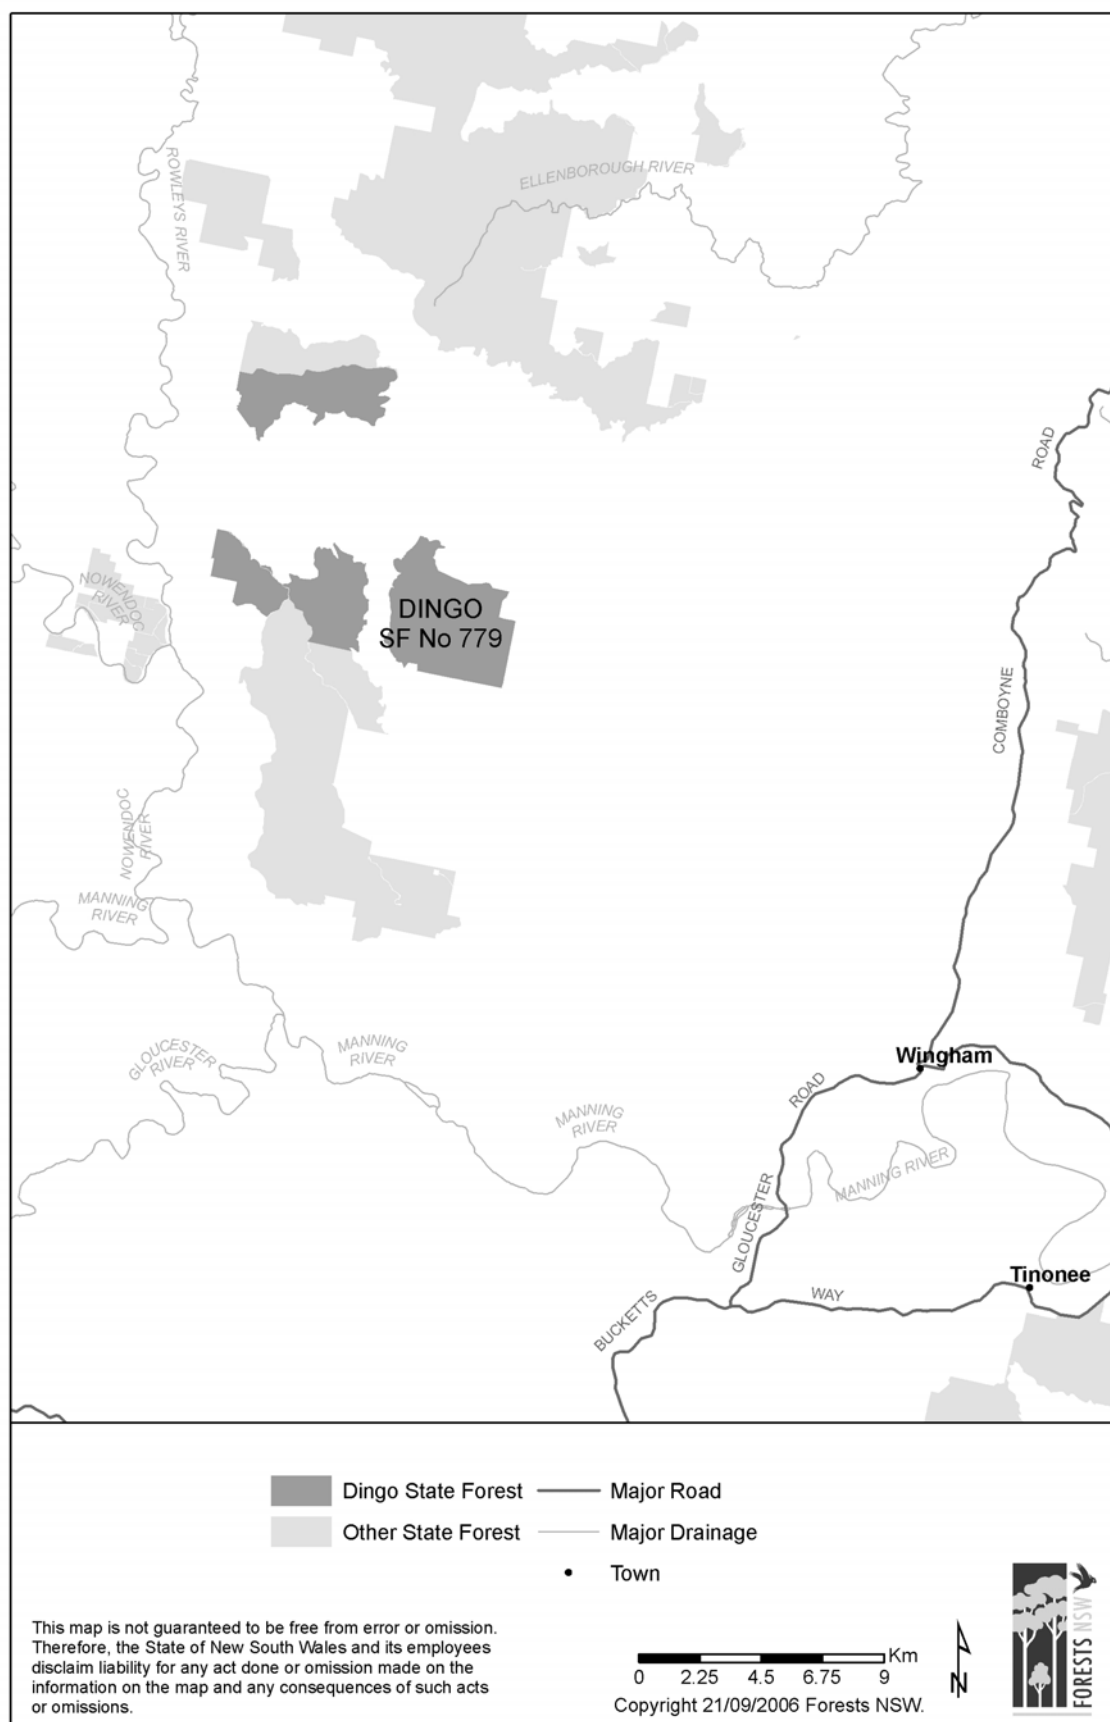 ROWLEYS RIVER
ELLENBOROUGH RIVER
ROAD
NOWENDOC
RIVER
DINGO
SF No 779
COMBOYNE
NOWENDOC
RIVER
MANNING
RIVER
GLOUCESTER
RIVER
MANNING
RIVER
Wingham
ROAD
MANNING
RIVER
MANNING RIVER
GLOUCESTER
Tinonee
WAY
BUCKETTS
Dingo State Forest
Major Road
Other State Forest
Major Drainage
Town
This map is not guaranteed to be free from error or omission.
Therefore, the State of New South Wales and its employees
disclaim liability for any act done or omission made on the
information on the map and any consequences of such acts
or omissions.
Km
0 2.25 4.5 6.75 9
Copyright 21/09/2006 Forests NSW.
N
FORESTS NSW